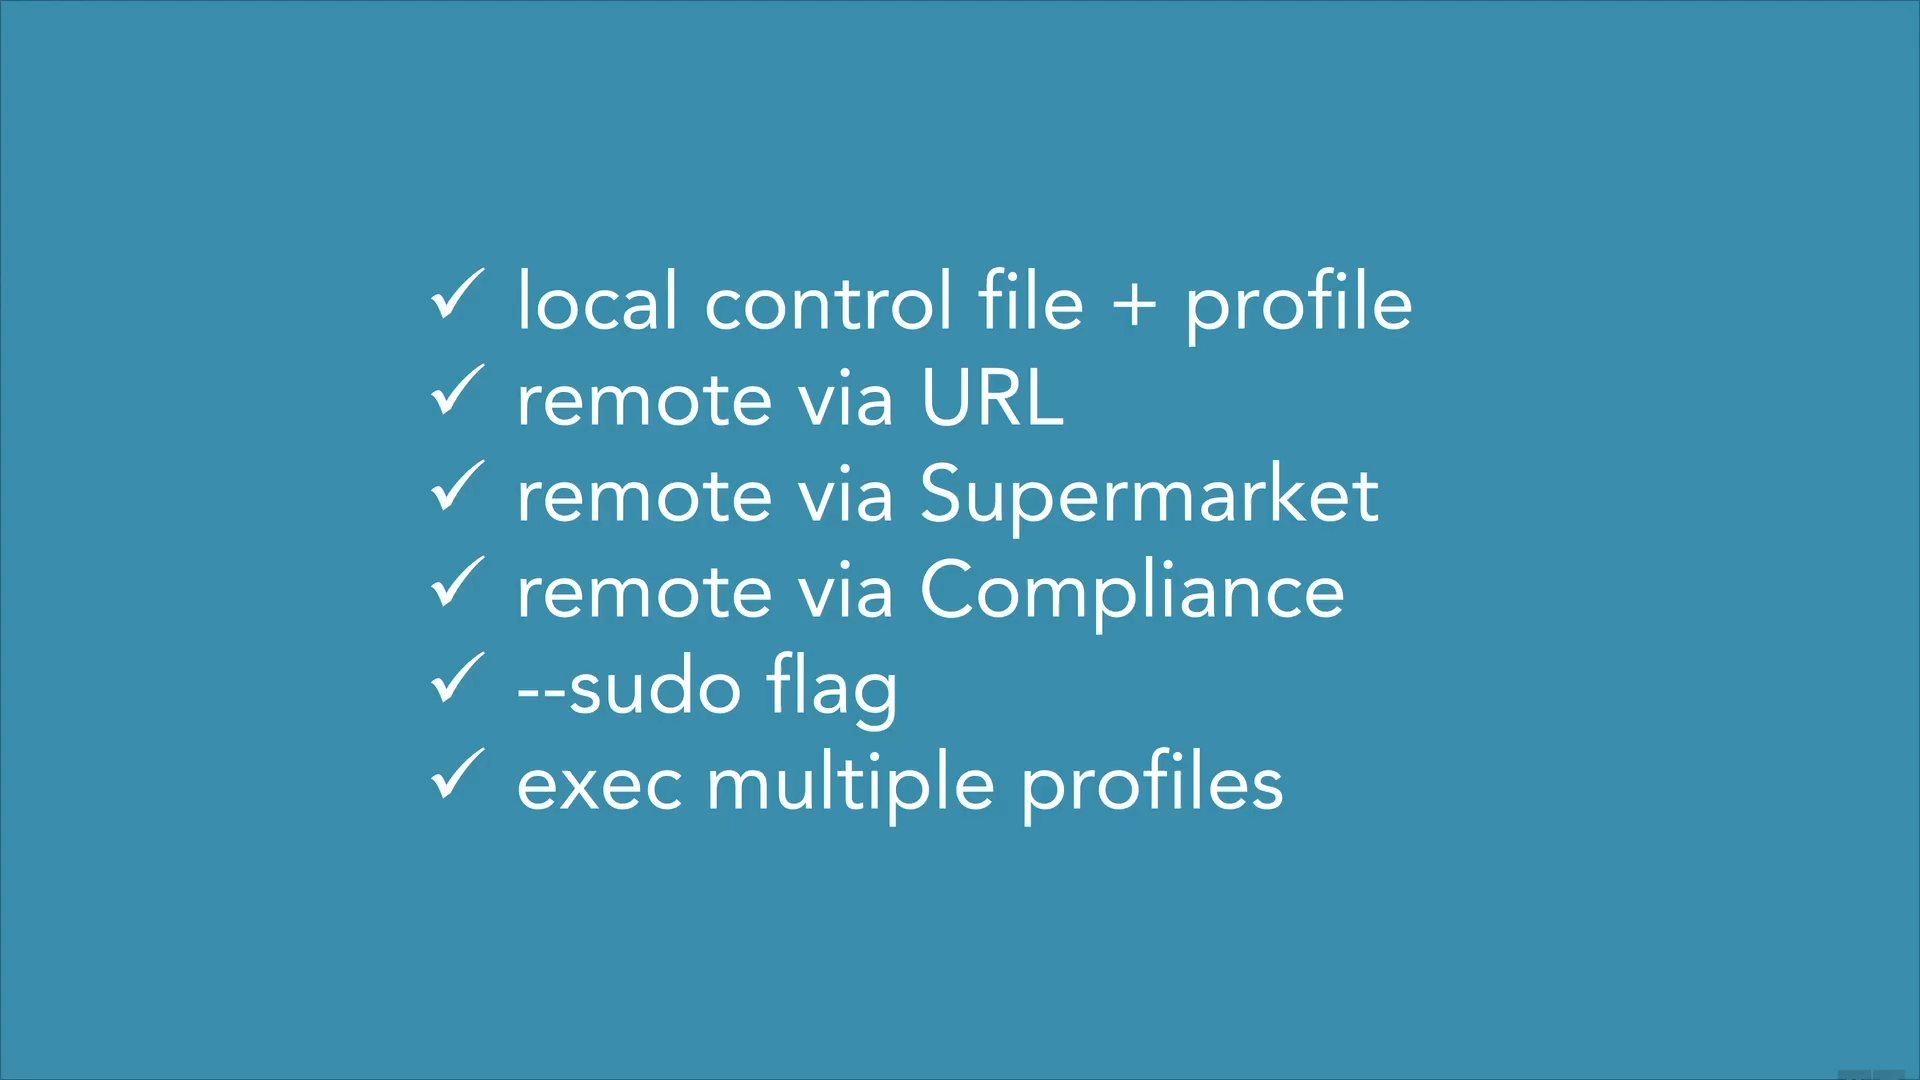 ✓ local control file + profile
✓ remote via URL
✓ remote via Supermarket
✓ remote via Compliance
✓ --sudo flag
✓ exec multiple profiles